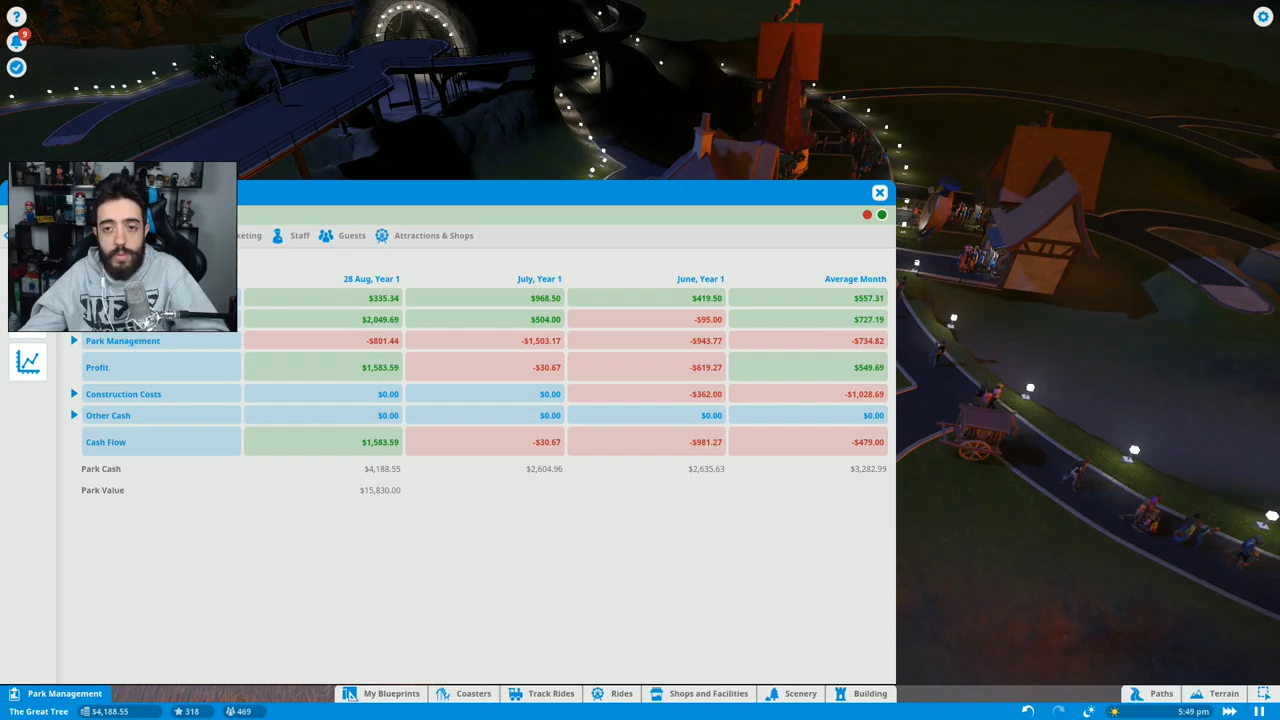 ?
9
keting Staff Guests Attractions & Shops
28 Aug, Year 1 July, Year 1 June, Year 1 Average Month
$335.34 $968.50 $419.50 $557.31
$2,049.69 $504.00 -$95.00 $727.19
Park Management -$801.44 -$1,503.17 -$943.77 -$734.82
Profit $1,583.59 -$30.67 -$619.27 $549.69
Construction Costs $0.00 $0.00 -$362.00 -$1,028.69
Other Cash $0.00 $0.00 $0.00 $0.00
Cash Flow $1,583.59 -$30.67 -$981.27 -$479.00
Park Cash $4,188.55 $2,604.96 $2,635.63 $3,282.99
Park Value $15,830.00
Park Management My Blueprints Coasters Track Rides Rides Shops and Facilities Scenery Building Paths Terrain
The Great Tree $4,188.55 318 469 5:49 pm